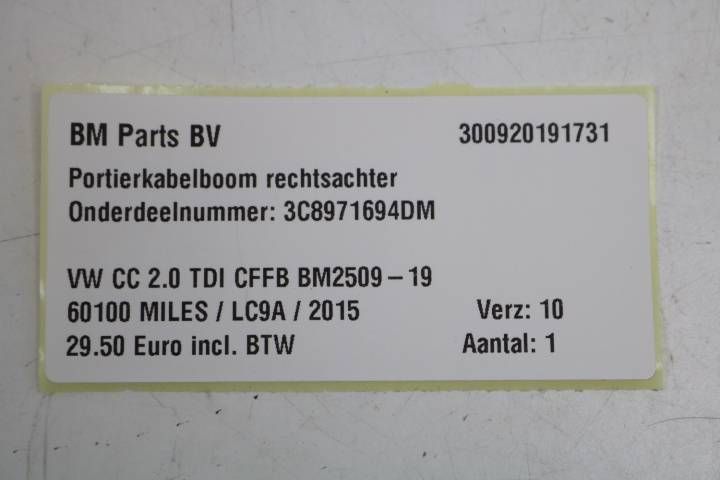 BM Parts BV 300920191731
Portierkabelboom rechtsachter
Onderdeelnummer: 3C8971694DM
VW CC 2.0 TDI CFFB BM2509-19
60100 MILES / LC9A / 2015 Verz: 10
29.50 Euro incl. BTW Aantal: 1